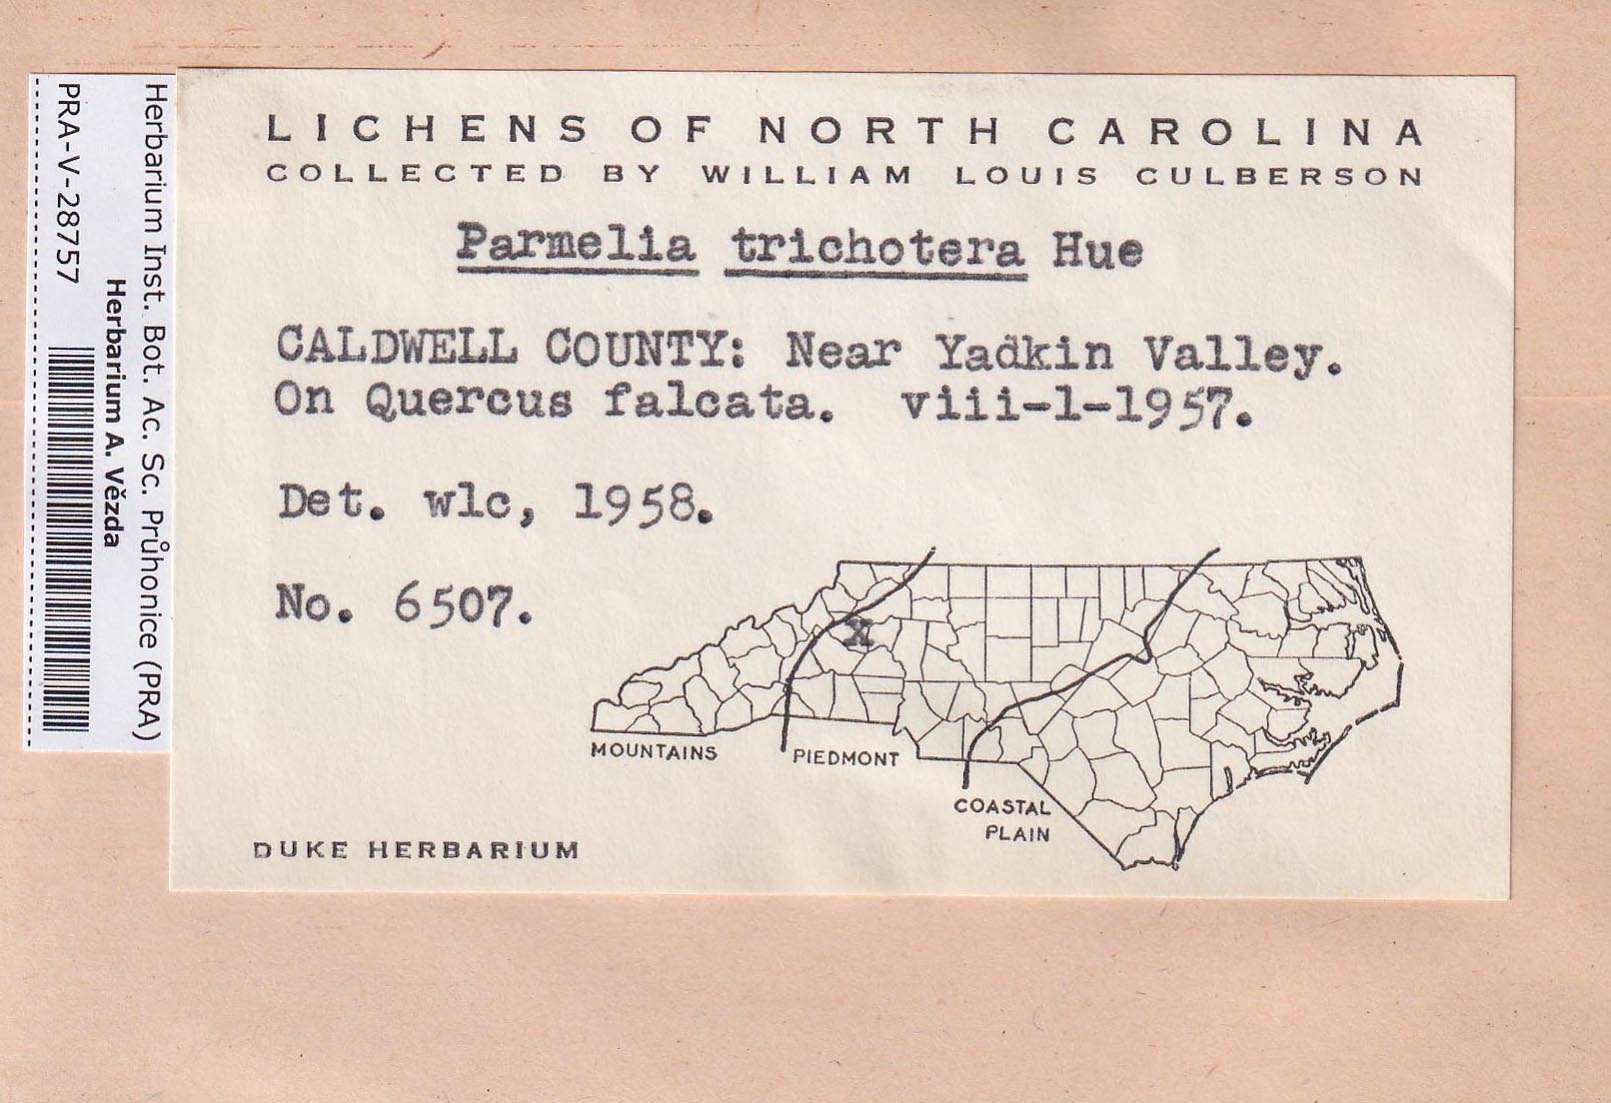 Herbarium Inst. Bot. Ac. Sc. Průhonice (PRA)
Herbarium A. Vězda
PRA-V-28757
LICHENS OF NORTH CAROLINA
COLLECTED BY WILLIAM LOUIS CULBERSON
Parmelia trichotera Hue
CALDWELL COUNTY: Near Yadkin Valley.
On Quercus falcata. viii-1-1957.
Det. wlc, 1958.
No. 6507.
X
MOUNTAINS
PIEDMONT
COASTAL
PLAIN
DUKE HERBARIUM